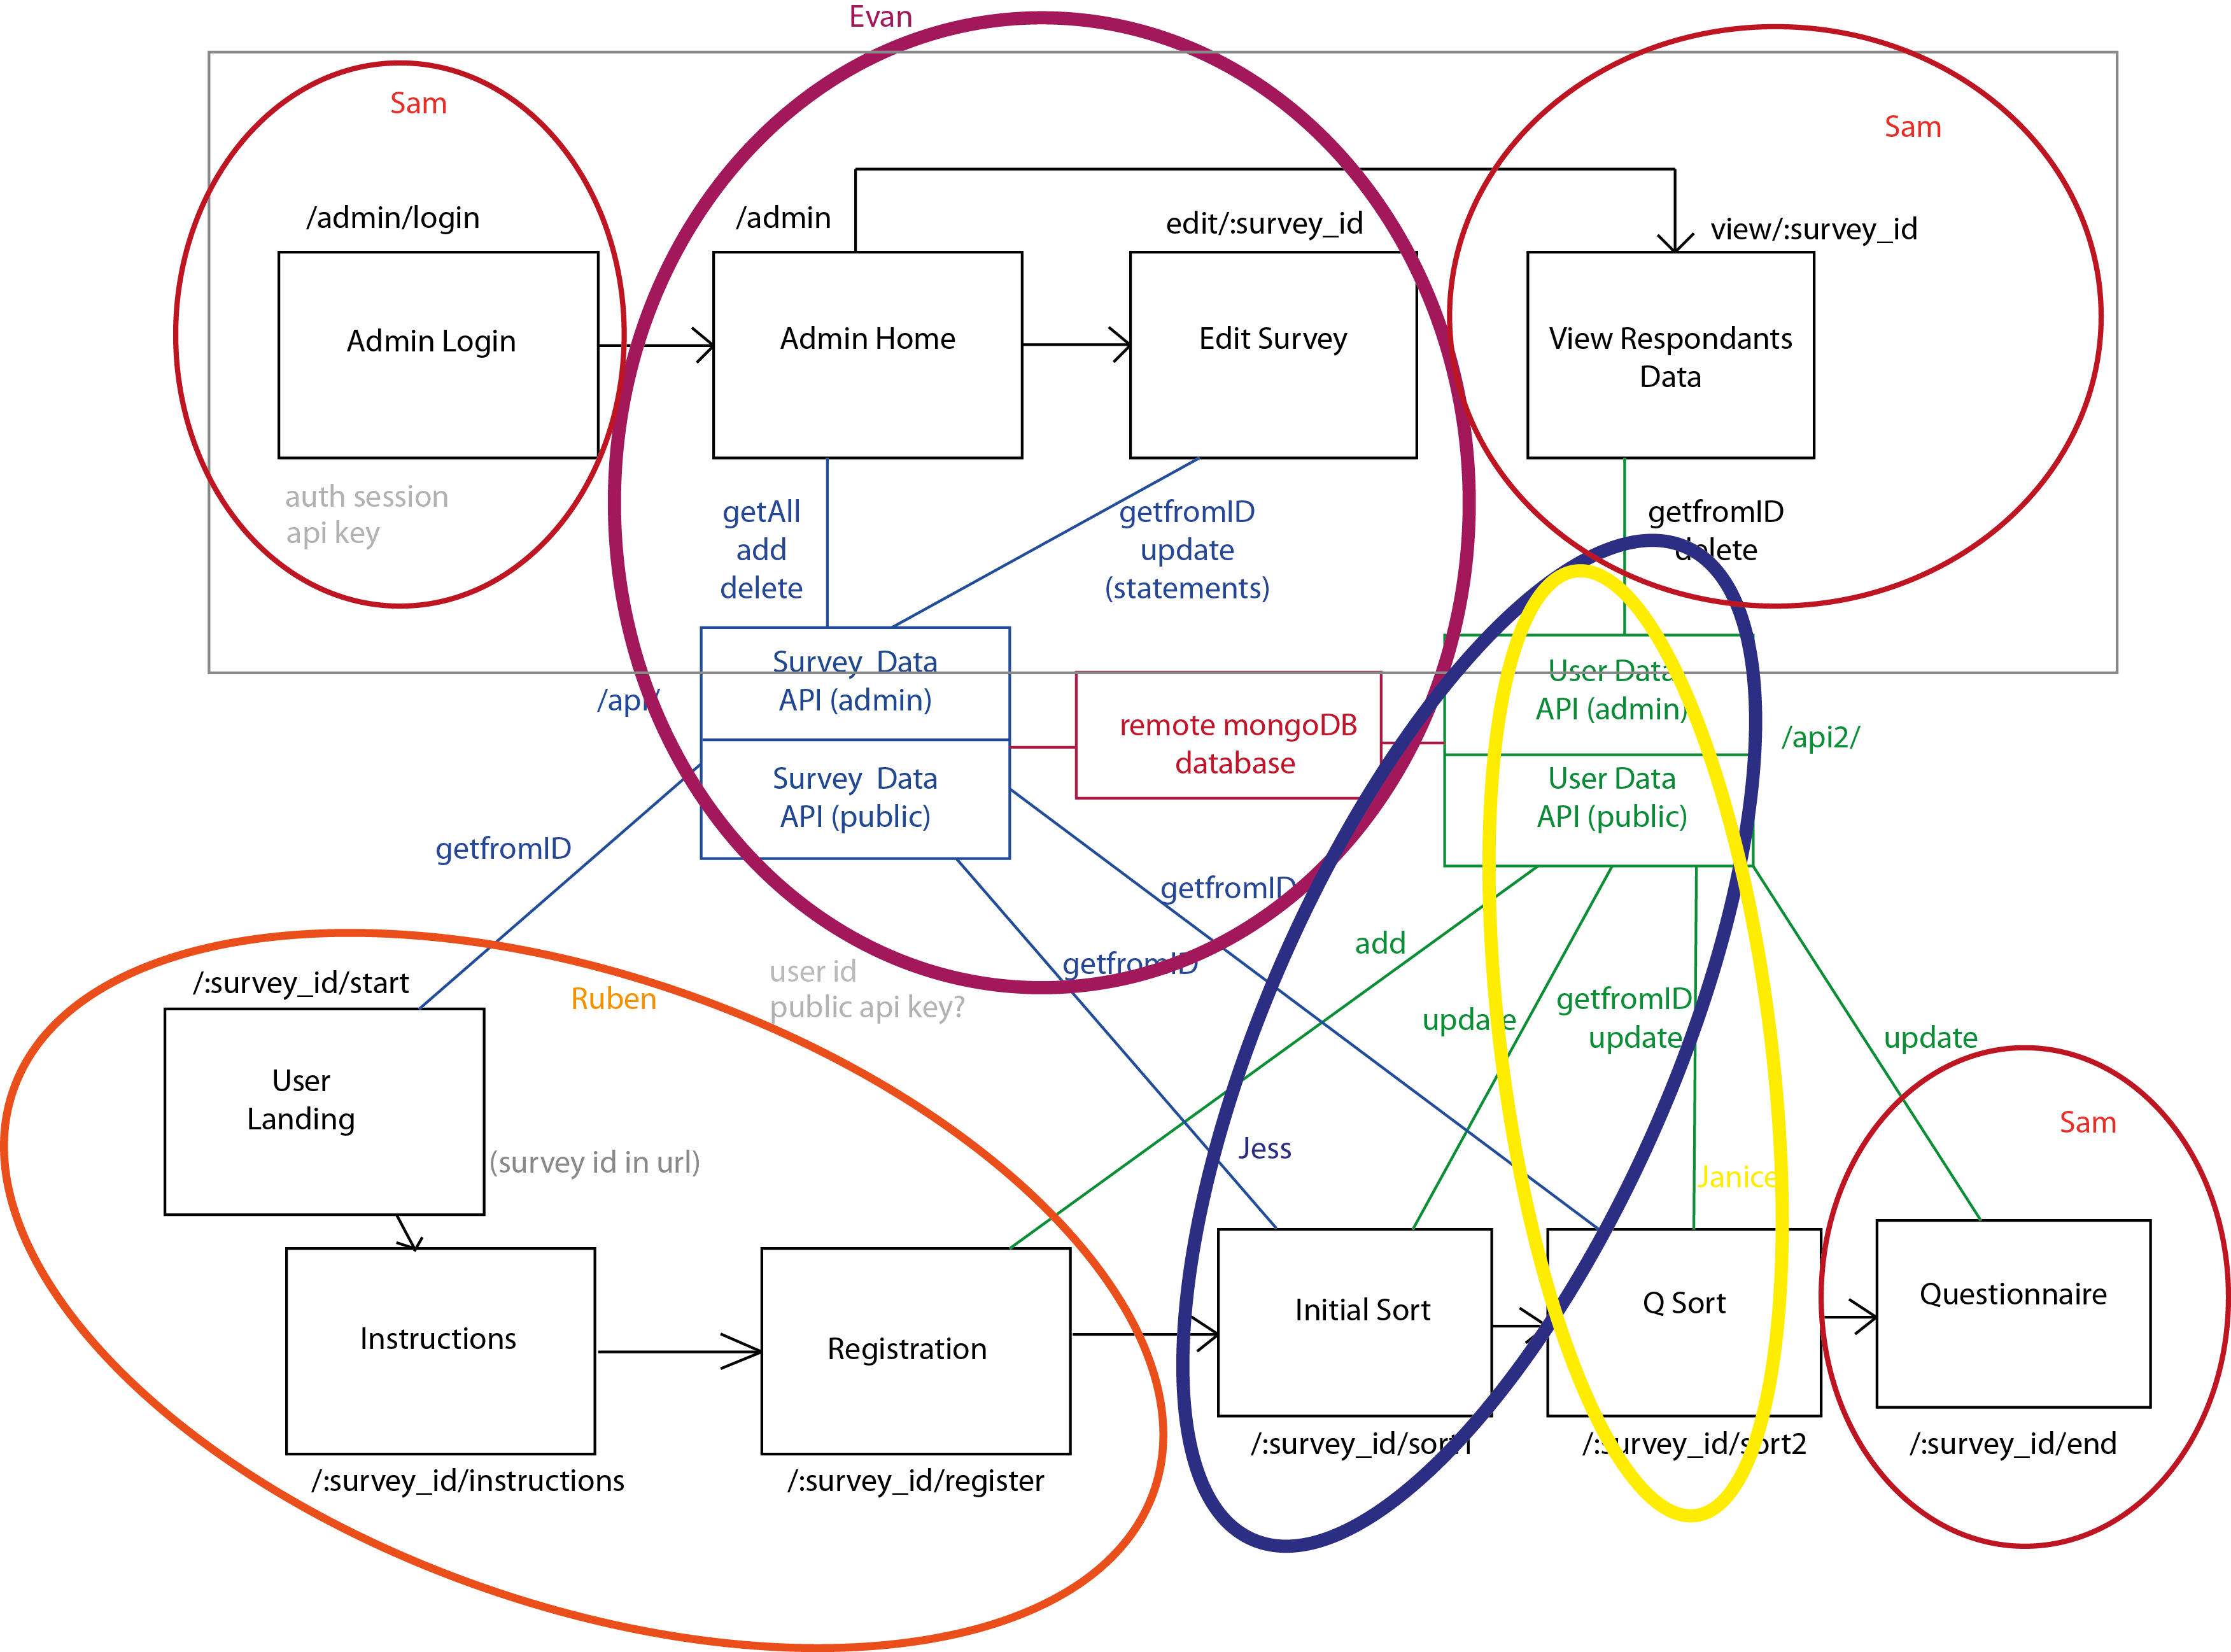 Evan
Sam
Sam
/admin/login
/admin
edit/:survey_id
view/:survey_id
Admin Login
Admin Home
Edit Survey
View Respondants
Data
auth session
api key
getAll
add
delete
getfromID
update
(statements)
getfromID
delete
Survey Data
API (admin)
/api/
remote mongoDB
database
User Data
API (admin)
/api2/
Survey Data
API (public)
User Data
API (public)
getfromID
getfromID
getfromID
add
update
getfromID
update
update
user id
public api key?
/:survey_id/start
Ruben
User
Landing
(survey id in url)
Jess
Janice
Sam
Instructions
Registration
Initial Sort
Q Sort
Questionnaire
/:survey_id/instructions
/:survey_id/register
/:survey_id/sort1
/:survey_id/sort2
/:survey_id/end